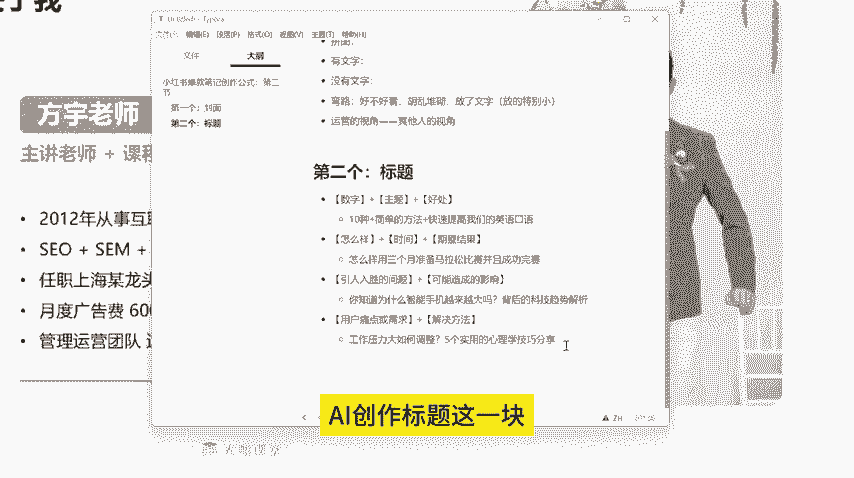 Untitled - Typora
文件(F) 编辑(E) 段落(P) 格式(O) 视图(V) 主题(T) 帮助(H)
文件 大纲
小红书爆款笔记创作公式：第二节
第一个：封面
第二个：标题
拼图：
有文字：
没有文字：
弯路：好不好看、胡乱堆砌、放了文字（放的特别小）
运营的视角——其他人的视角
第二个：标题
【数字】+【主题】+【好处】
10种+简单的方法+快速提高我们的英语口语
【怎么样】+【时间】+【期望结果】
怎么样用三个月准备马拉松比赛并且成功完赛
【引人入胜的问题】+【可能造成的影响】
你知道为什么智能手机越来越大吗？背后的科技趋势解析
【用户痛点或需求】+【解决方法】
工作压力大如何调整？5个实用的心理学技巧分享
方宇老师
主讲老师 + 课程
2012年从事互联
SEO + SEM +
任职上海某龙头
月度广告费 600
管理运营团队
AI创作标题这一块